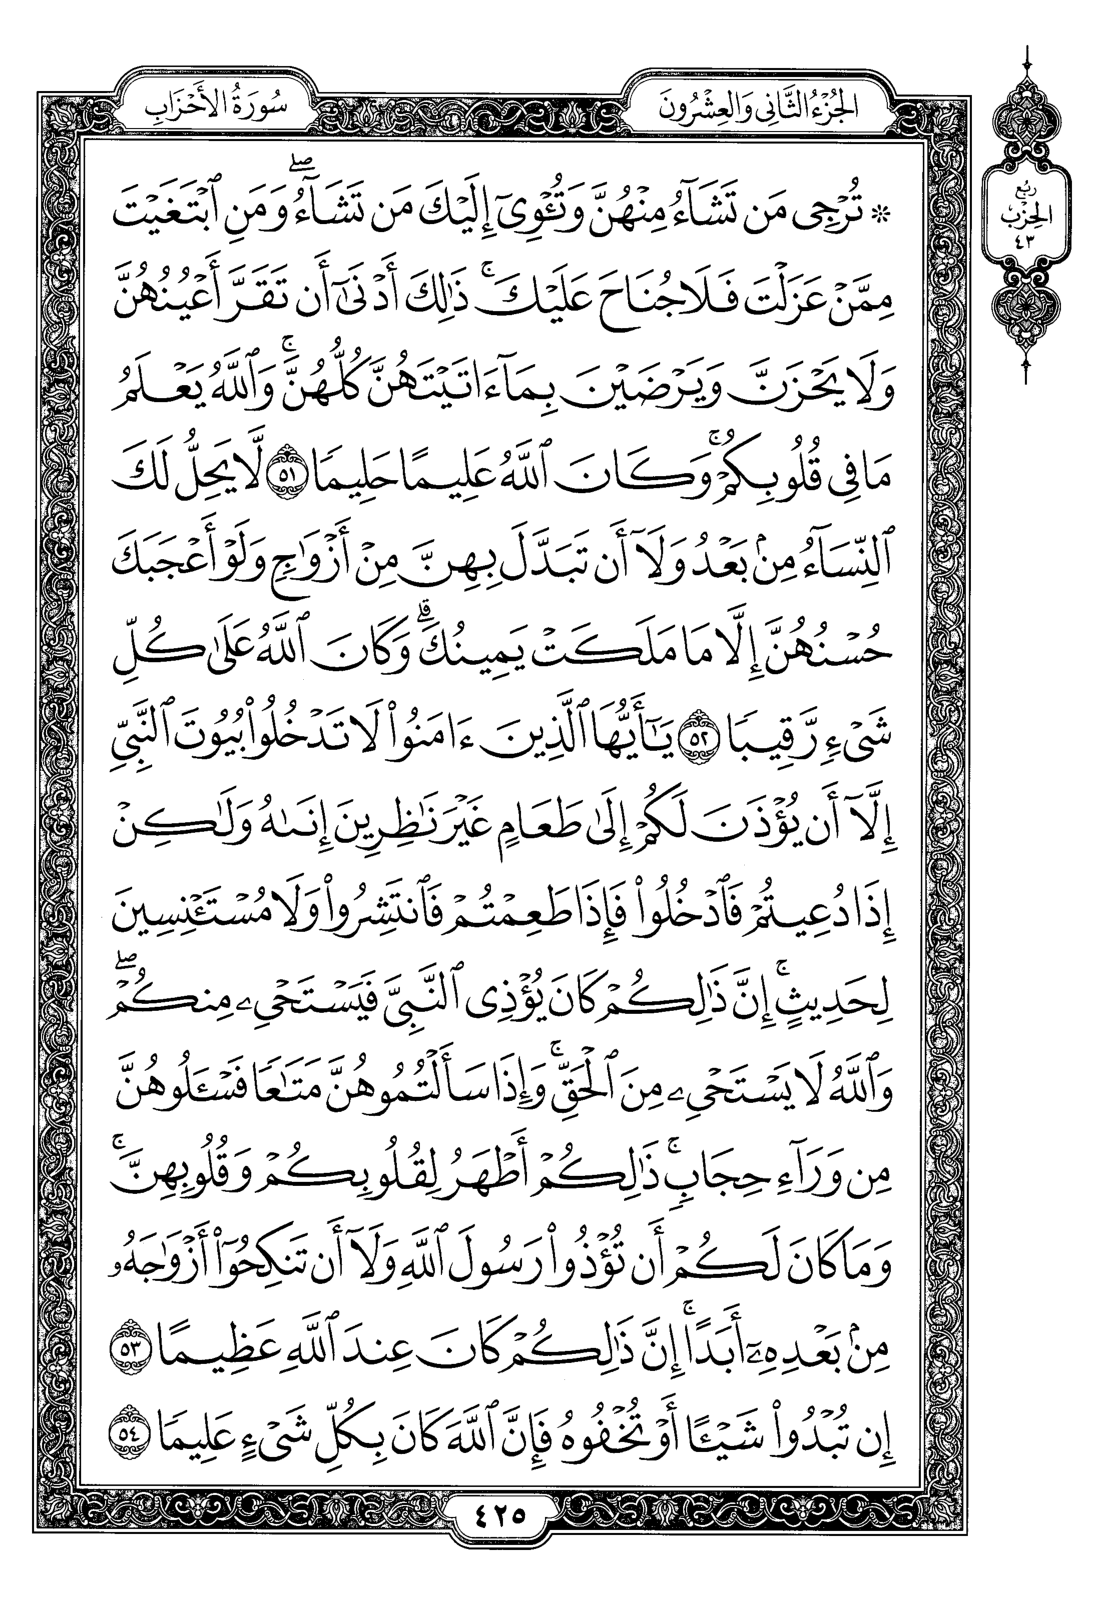 الجُزْءُ الثَّانِي وَالعِشْرُونَ
سُورَةُ الأَحْزَابِ
رُبْع
الحِزْب
٤٣
۞ تُرْجِى مَن تَشَآءُ مِنْهُنَّ وَتُـْٔوِىٓ إِلَيْكَ مَن تَشَآءُۖ وَمَنِ ٱبْتَغَيْتَ
مِمَّنْ عَزَلْتَ فَلَا جُنَاحَ عَلَيْكَۚ ذَٰلِكَ أَدْنَىٰٓ أَن تَقَرَّ أَعْيُنُهُنَّ
وَلَا يَحْزَنَّ وَيَرْضَيْنَ بِمَآ ءَاتَيْتَهُنَّ كُلُّهُنَّۚ وَٱللَّهُ يَعْلَمُ
مَا فِى قُلُوبِكُمْۚ وَكَانَ ٱللَّهُ عَلِيمًا حَلِيمًا ٥١ لَّا يَحِلُّ لَكَ
ٱلنِّسَآءُ مِنۢ بَعْدُ وَلَآ أَن تَبَدَّلَ بِهِنَّ مِنْ أَزْوَٰجٍ وَلَوْ أَعْجَبَكَ
حُسْنُهُنَّ إِلَّا مَا مَلَكَتْ يَمِينُكَۗ وَكَانَ ٱللَّهُ عَلَىٰ كُلِّ
شَىْءٍ رَّقِيبًا ٥٢ يَـٰٓأَيُّهَا ٱلَّذِينَ ءَامَنُوا۟ لَا تَدْخُلُوا۟ بُيُوتَ ٱلنَّبِىِّ
إِلَّآ أَن يُؤْذَنَ لَكُمْ إِلَىٰ طَعَامٍ غَيْرَ نَـٰظِرِينَ إِنَىٰهُ وَلَـٰكِنْ
إِذَا دُعِيتُمْ فَٱدْخُلُوا۟ فَإِذَا طَعِمْتُمْ فَٱنتَشِرُوا۟ وَلَا مُسْتَـْٔنِسِينَ
لِحَدِيثٍۚ إِنَّ ذَٰلِكُمْ كَانَ يُؤْذِى ٱلنَّبِىَّ فَيَسْتَحْىِۦ مِنكُمْۖ
وَٱللَّهُ لَا يَسْتَحْىِۦ مِنَ ٱلْحَقِّۚ وَإِذَا سَأَلْتُمُوهُنَّ مَتَـٰعًا فَسْـَٔلُوهُنَّ
مِن وَرَآءِ حِجَابٍۚ ذَٰلِكُمْ أَطْهَرُ لِقُلُوبِكُمْ وَقُلُوبِهِنَّۚ
وَمَا كَانَ لَكُمْ أَن تُؤْذُوا۟ رَسُولَ ٱللَّهِ وَلَآ أَن تَنكِحُوٓا۟ أَزْوَٰجَهُۥ
مِنۢ بَعْدِهِۦٓ أَبَدًاۚ إِنَّ ذَٰلِكُمْ كَانَ عِندَ ٱللَّهِ عَظِيمًا ٥٣
إِن تُبْدُوا۟ شَيْـًٔا أَوْ تُخْفُوهُ فَإِنَّ ٱللَّهَ كَانَ بِكُلِّ شَىْءٍ عَلِيمًا ٥٤
٤٢٥